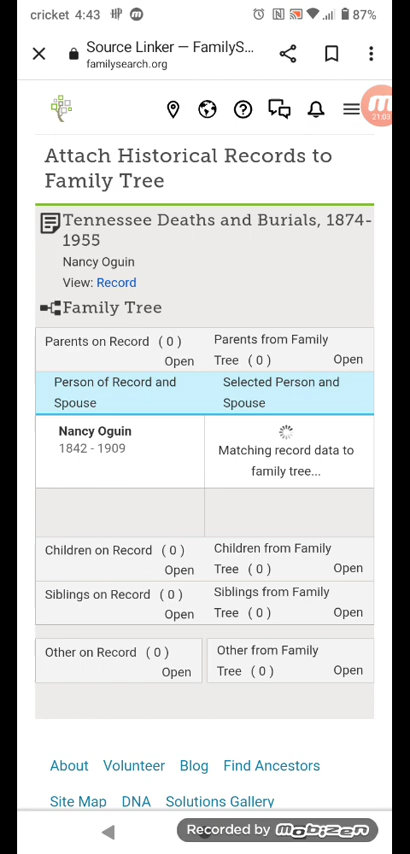 cricket 4:43 87%
Source Linker — FamilyS...
familysearch.org
21:03
Attach Historical Records to
Family Tree
Tennessee Deaths and Burials, 1874-
1955
Nancy Oguin
View: Record
Family Tree
Parents on Record ( 0 ) Open
Parents from Family
Tree ( 0 ) Open
Person of Record and
Spouse
Selected Person and
Spouse
Nancy Oguin
1842 - 1909
Matching record data to
family tree...
Children on Record ( 0 ) Open
Children from Family
Tree ( 0 ) Open
Siblings on Record ( 0 ) Open
Siblings from Family
Tree ( 0 ) Open
Other on Record ( 0 ) Open
Other from Family
Tree ( 0 ) Open
About Volunteer Blog Find Ancestors
Site Map DNA Solutions Gallery
Recorded by mobizen